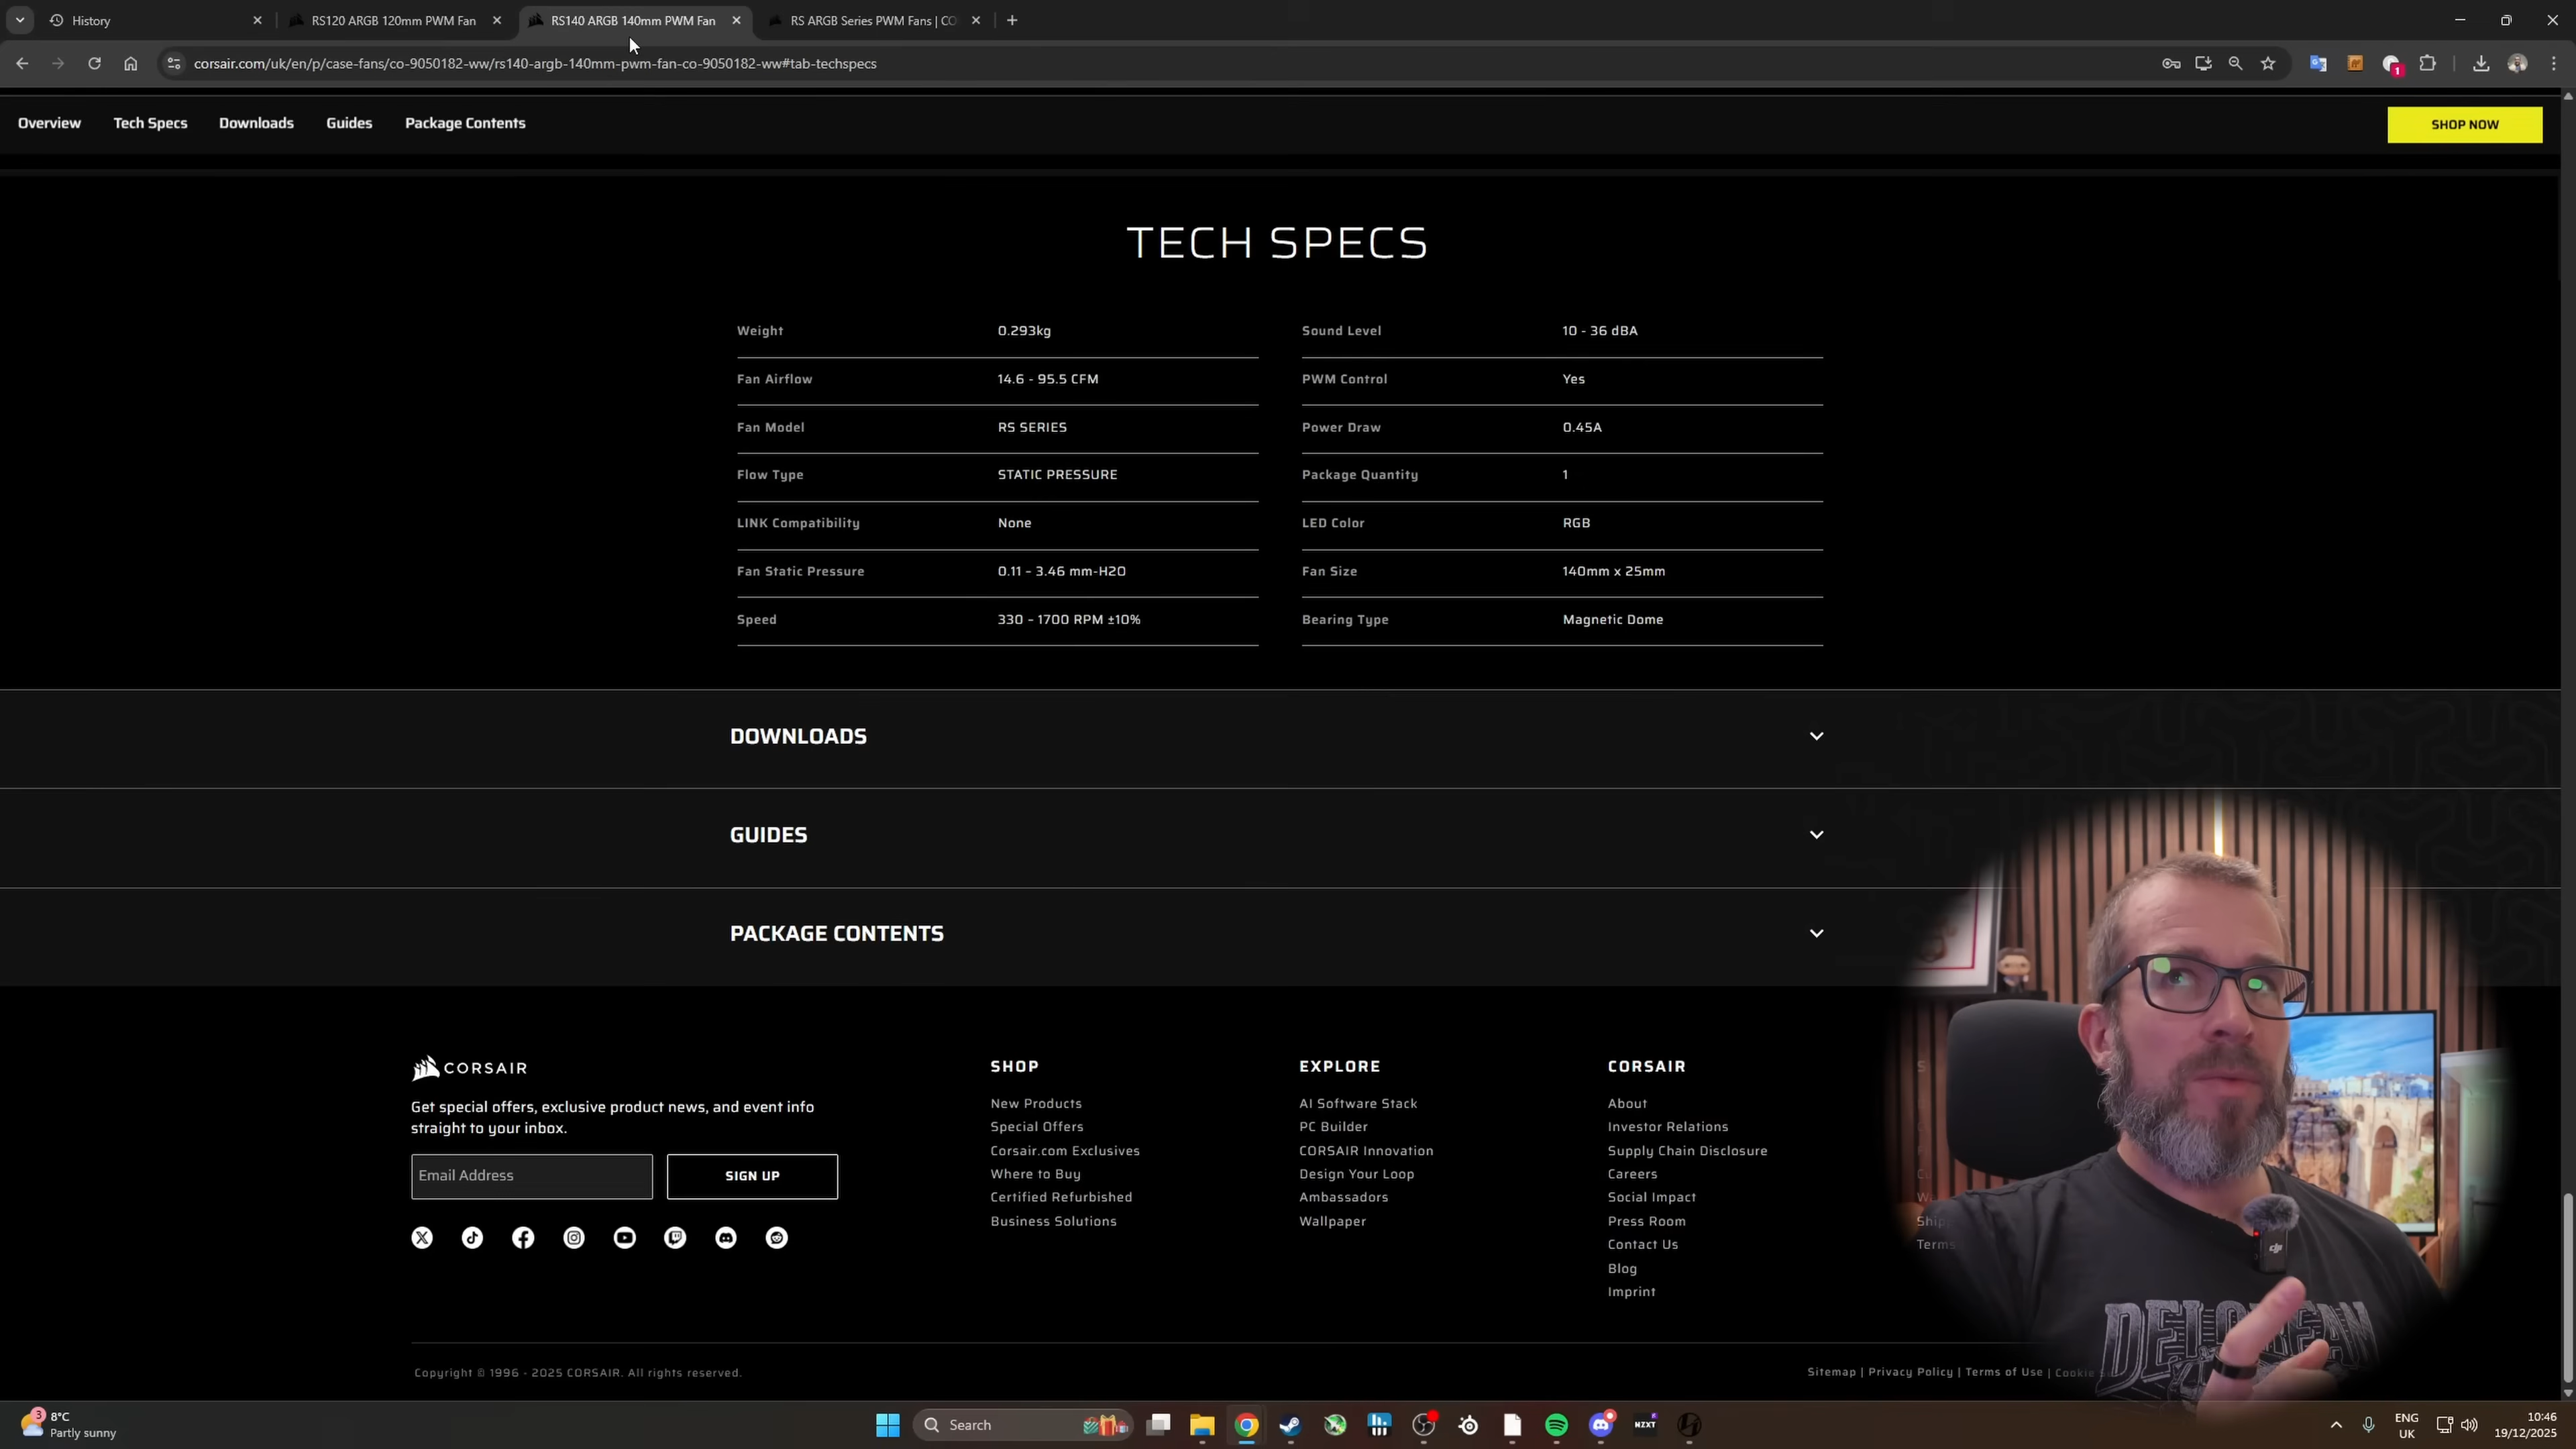 History
RS120 ARGB 120mm PWM Fan
RS140 ARGB 140mm PWM Fan
RS ARGB Series PWM Fans | CO
corsair.com/uk/en/p/case-fans/co-9050182-ww/rs140-argb-140mm-pwm-fan-co-9050182-ww#tab-techspecs
1
Overview Tech Specs Downloads Guides Package Contents
SHOP NOW
TECH SPECS
Weight 0.293kg
Fan Airflow 14.6 - 95.5 CFM
Fan Model RS SERIES
Flow Type STATIC PRESSURE
LINK Compatibility None
Fan Static Pressure 0.11 – 3.46 mm-H2O
Speed 330 – 1700 RPM ±10%
Sound Level 10 - 36 dBA
PWM Control Yes
Power Draw 0.45A
Package Quantity 1
LED Color RGB
Fan Size 140mm x 25mm
Bearing Type Magnetic Dome
DOWNLOADS
GUIDES
PACKAGE CONTENTS
CORSAIR
Get special offers, exclusive product news, and event info
straight to your inbox.
Email Address
SIGN UP
SHOP
New Products
Special Offers
Corsair.com Exclusives
Where to Buy
Certified Refurbished
Business Solutions
EXPLORE
AI Software Stack
PC Builder
CORSAIR Innovation
Design Your Loop
Ambassadors
Wallpaper
CORSAIR
About
Investor Relations
Supply Chain Disclosure
Careers
Social Impact
Press Room
Contact Us
Blog
Imprint
Terms
DELOREAN
Copyright © 1996 - 2025 CORSAIR. All rights reserved.
Sitemap | Privacy Policy | Terms of Use | Cookie
3
8°C
Partly sunny
Search
NZXT
ENG
UK
10:46
19/12/2025